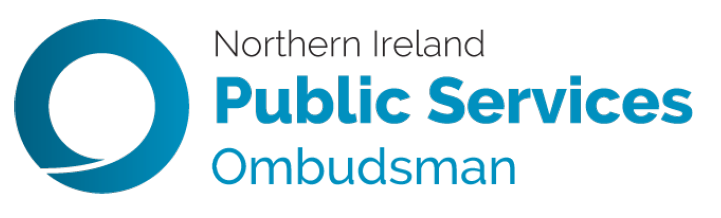 Northern Ireland
Public Services
Ombudsman